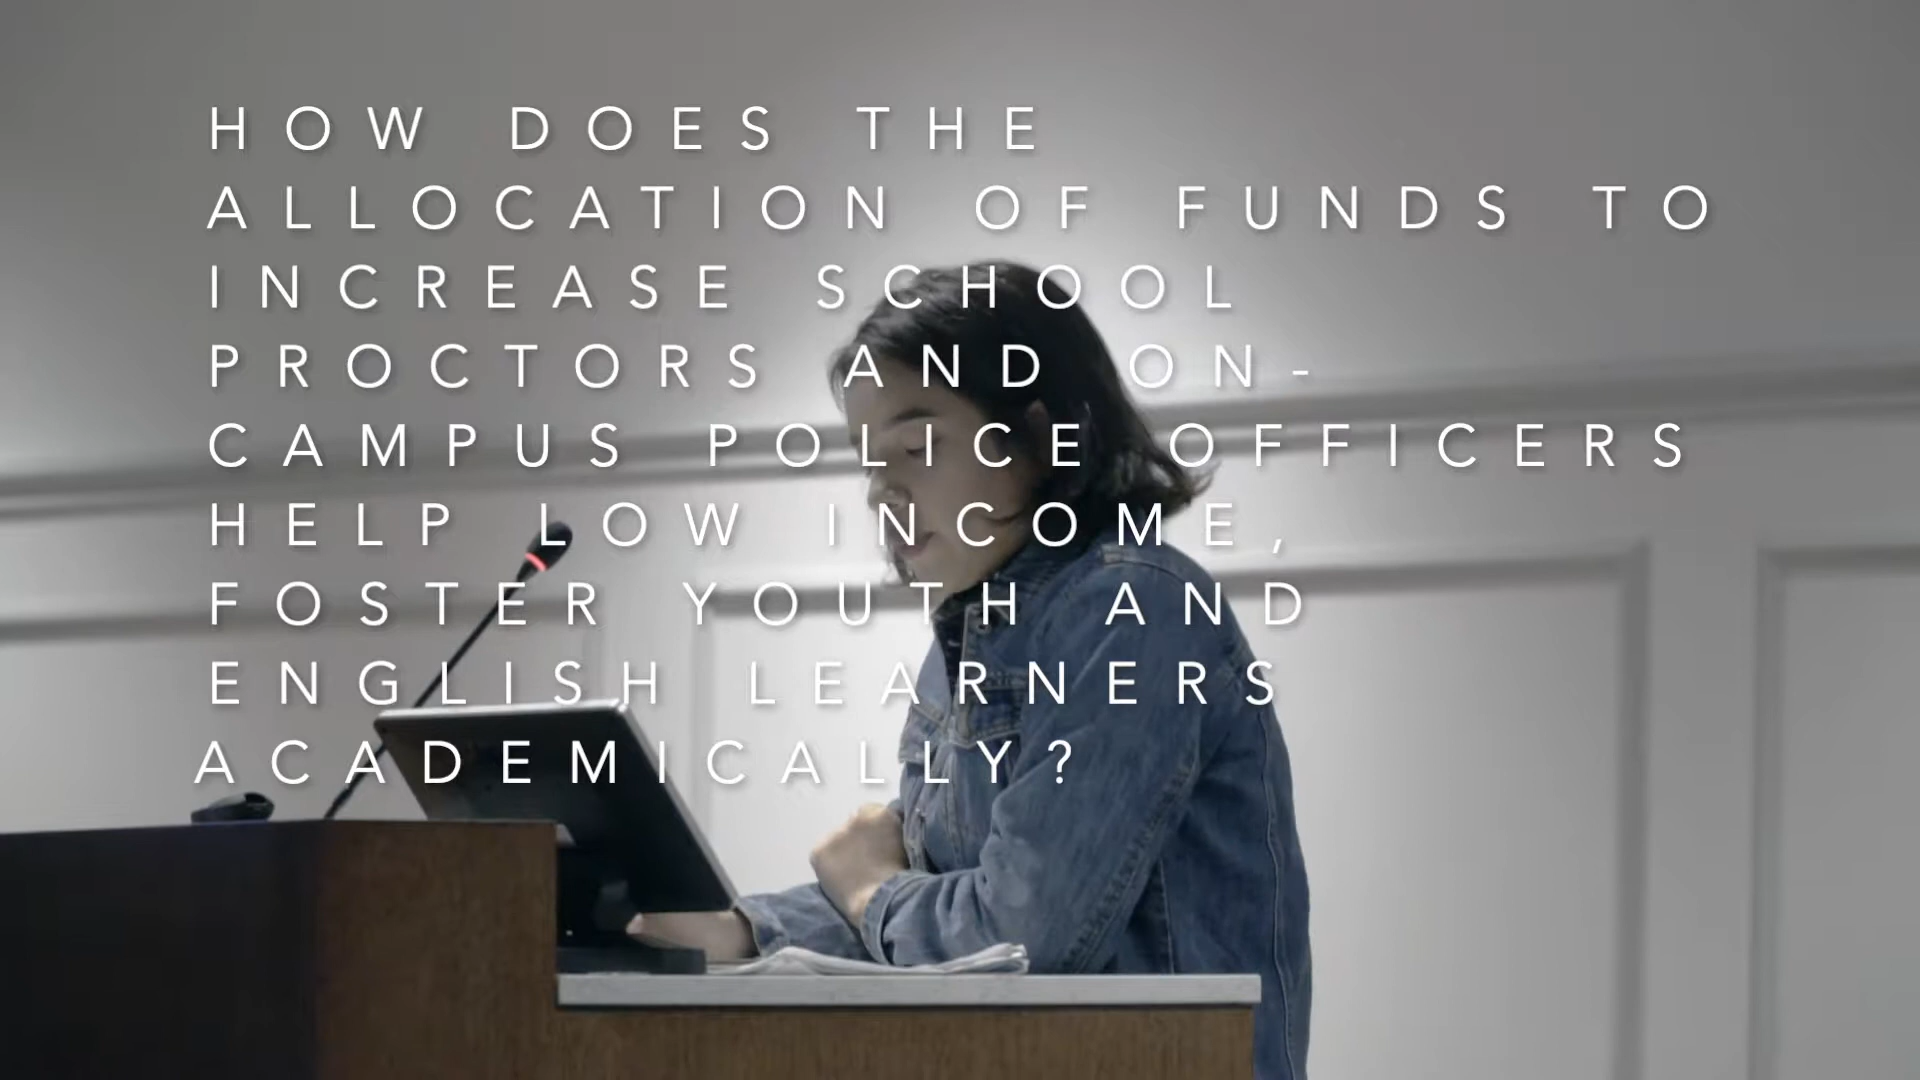 HOW DOES THE
ALLOCATION OF FUNDS TO
INCREASE SCHOOL
PROCTORS AND ON-
CAMPUS POLICE OFFICERS
HELP LOW INCOME,
FOSTER YOUTH AND
ENGLISH LEARNERS
ACADEMICALLY?